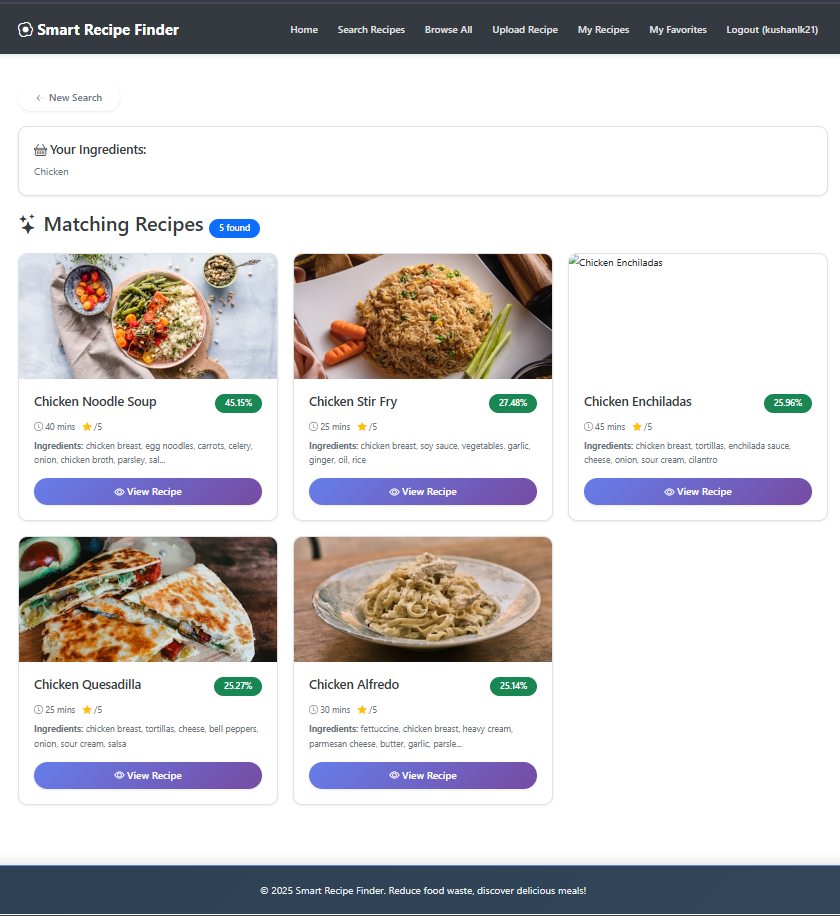 Smart Recipe Finder
Home
Search Recipes
Browse All
Upload Recipe
My Recipes
My Favorites
Logout (kushanlk21)
← New Search
Your Ingredients:
Chicken
Matching Recipes 5 found
Chicken Noodle Soup 45.15%
40 mins /5
Ingredients: chicken breast, egg noodles, carrots, celery,
onion, chicken broth, parsley, sal...
View Recipe
Chicken Stir Fry 27.48%
25 mins /5
Ingredients: chicken breast, soy sauce, vegetables, garlic,
ginger, oil, rice
View Recipe
Chicken Enchiladas
Chicken Enchiladas 25.96%
45 mins /5
Ingredients: chicken breast, tortillas, enchilada sauce,
cheese, onion, sour cream, cilantro
View Recipe
Chicken Quesadilla 25.27%
25 mins /5
Ingredients: chicken breast, tortillas, cheese, bell peppers,
onion, sour cream, salsa
View Recipe
Chicken Alfredo 25.14%
30 mins /5
Ingredients: fettuccine, chicken breast, heavy cream,
parmesan cheese, butter, garlic, parsle...
View Recipe
© 2025 Smart Recipe Finder. Reduce food waste, discover delicious meals!